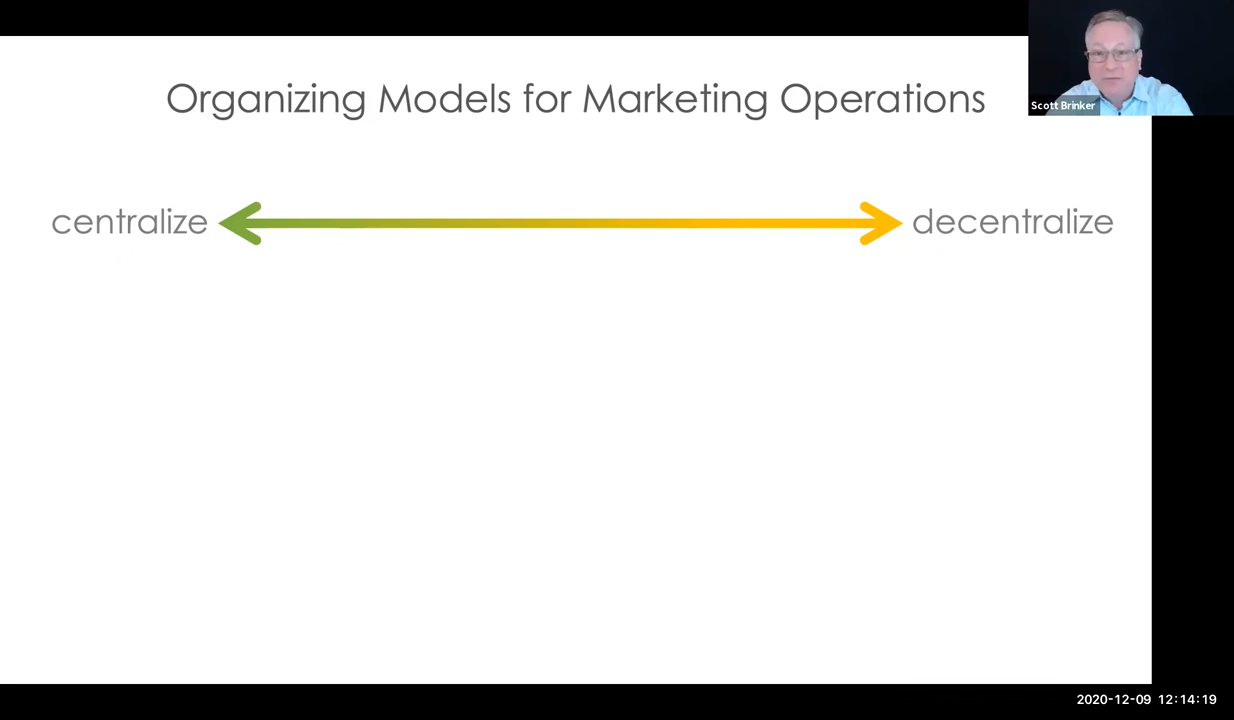 Organizing Models for Marketing Operations
Scott Brinker
centralize
decentralize
2020-12-09 12:14:19